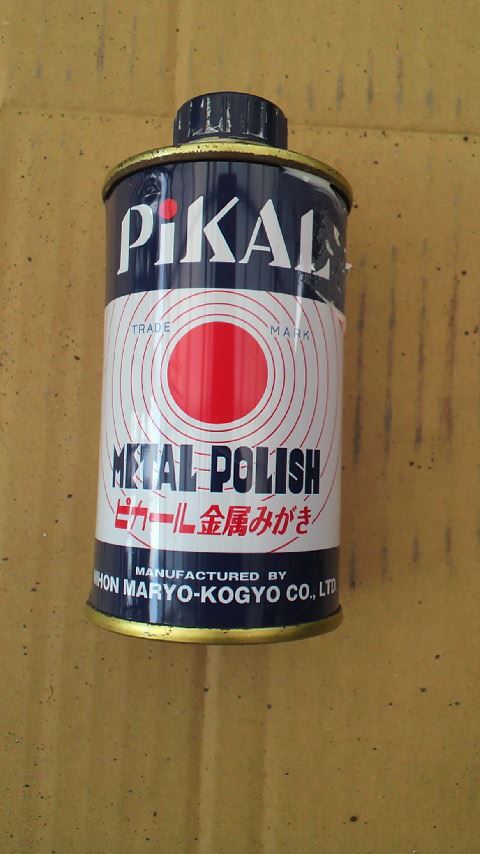 PiKAL
TRADE MARK
METAL POLISH
ピカール金属みがき
MANUFACTURED BY
NIHON MARYO-KOGYO CO., LTD.